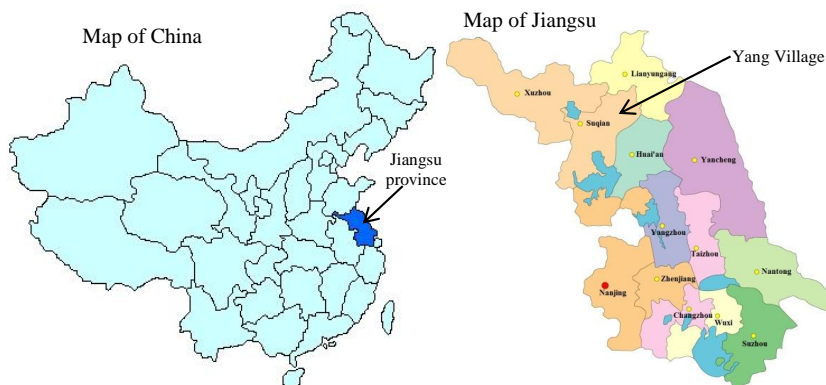 Map of China
Jiangsu
province
Map of Jiangsu
Yang Village
Lianyungang
Xuzhou
Suqian
Huai'an
Yancheng
Yangzhou
Taizhou
Nantong
Zhenjiang
Nanjing
Changzhou
Wuxi
Suzhou